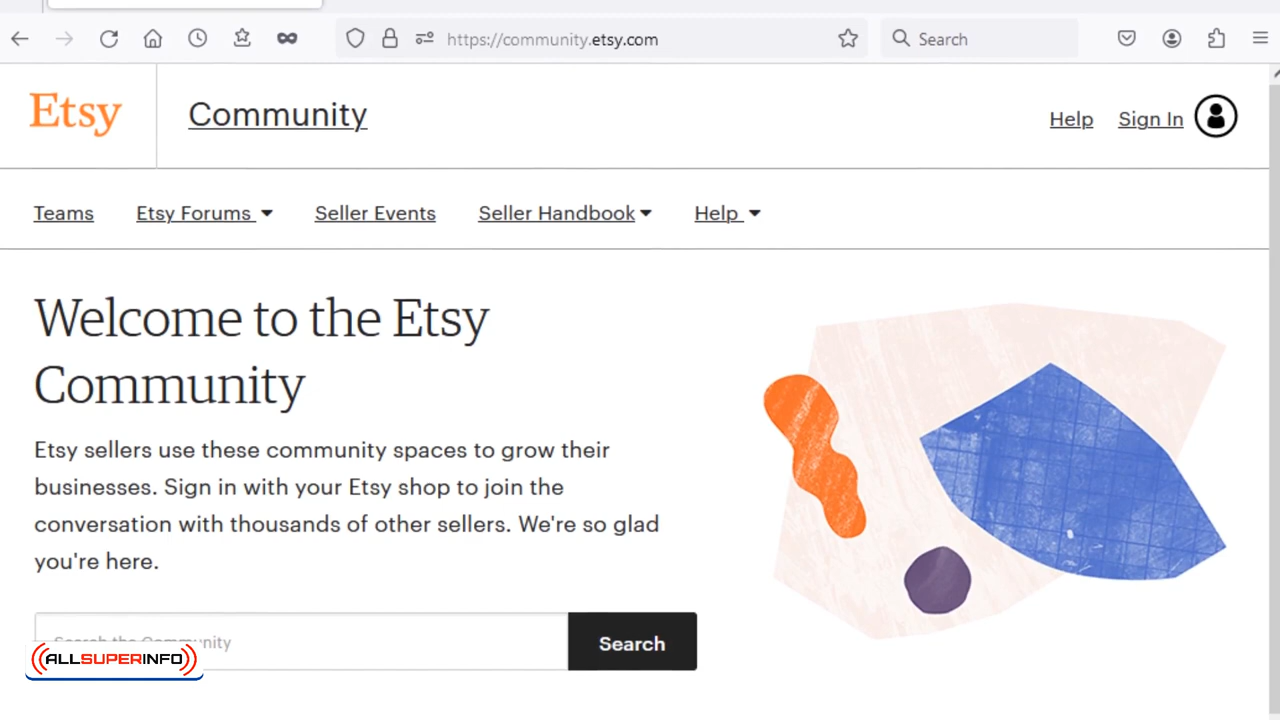 https://community.etsy.com
Search
Etsy
Community
Help
Sign In
Teams
Etsy Forums
Seller Events
Seller Handbook
Help
Welcome to the Etsy
Community
Etsy sellers use these community spaces to grow their
businesses. Sign in with your Etsy shop to join the
conversation with thousands of other sellers. We're so glad
you're here.
Search the Community
Search
ALLSUPERINFO